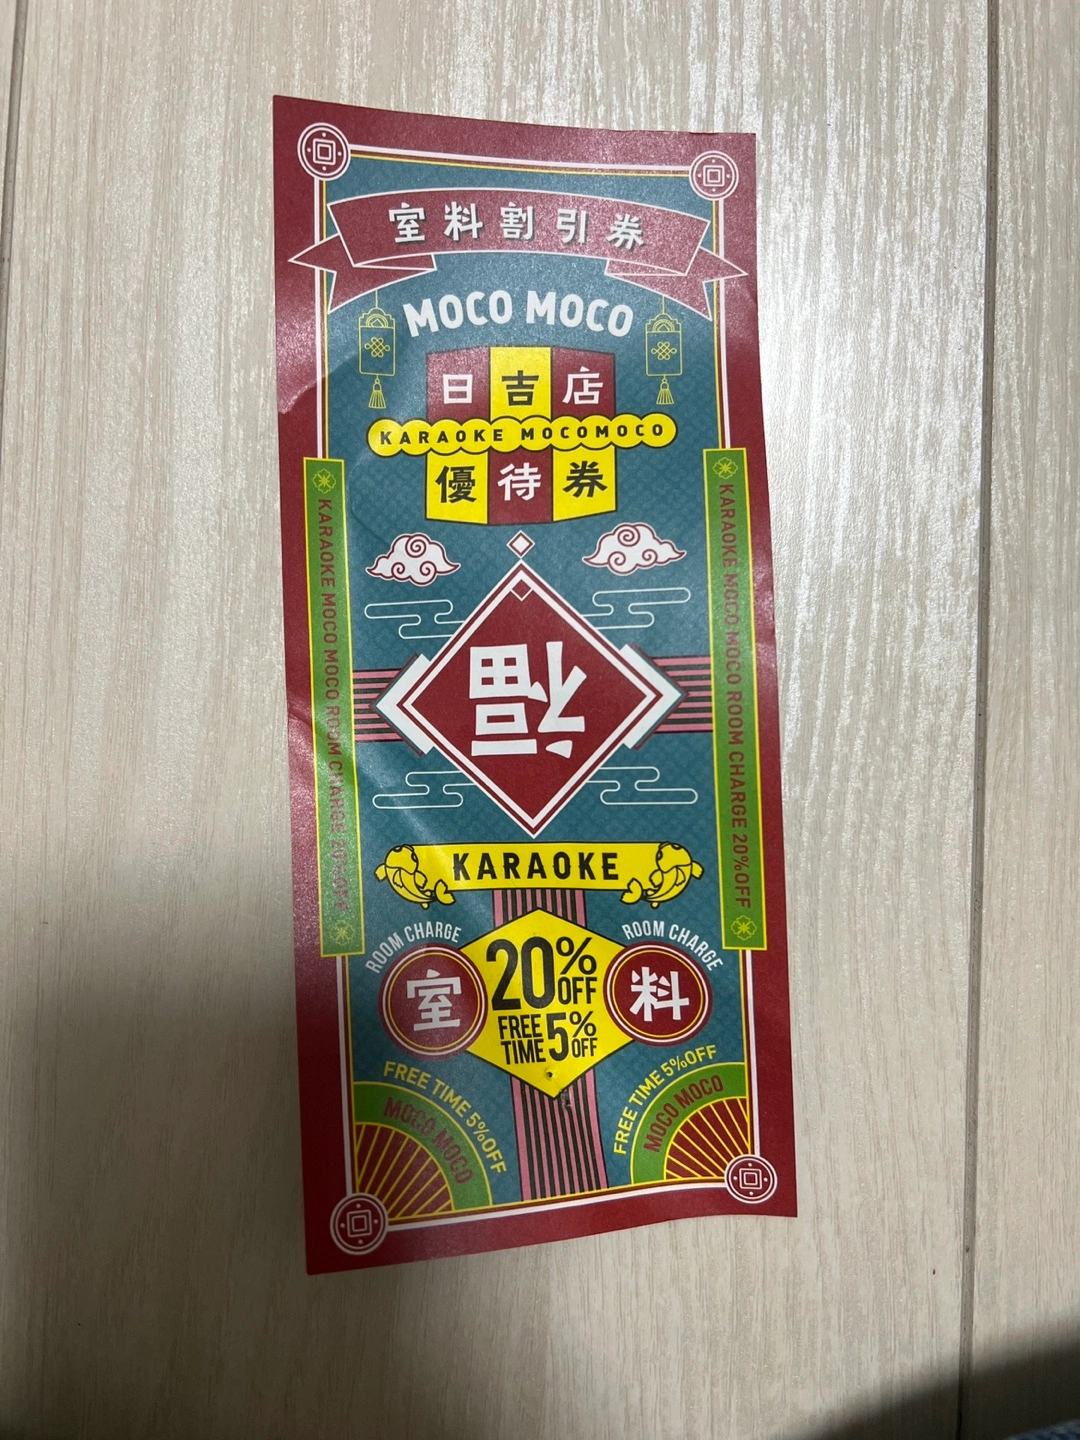 室料割引券
MOCO MOCO
日吉店
KARAOKE MOCOMOCO
優待券
KARAOKE MOCO MOCO ROOM CHARGE 20%OFF
KARAOKE MOCO MOCO ROOM CHARGE 20%OFF
福
KARAOKE
ROOM CHARGE
室
20%OFF
FREE TIME 5%OFF
ROOM CHARGE
料
FREE TIME 5%OFF
MOCO MOCO
FREE TIME 5%OFF
MOCO MOCO